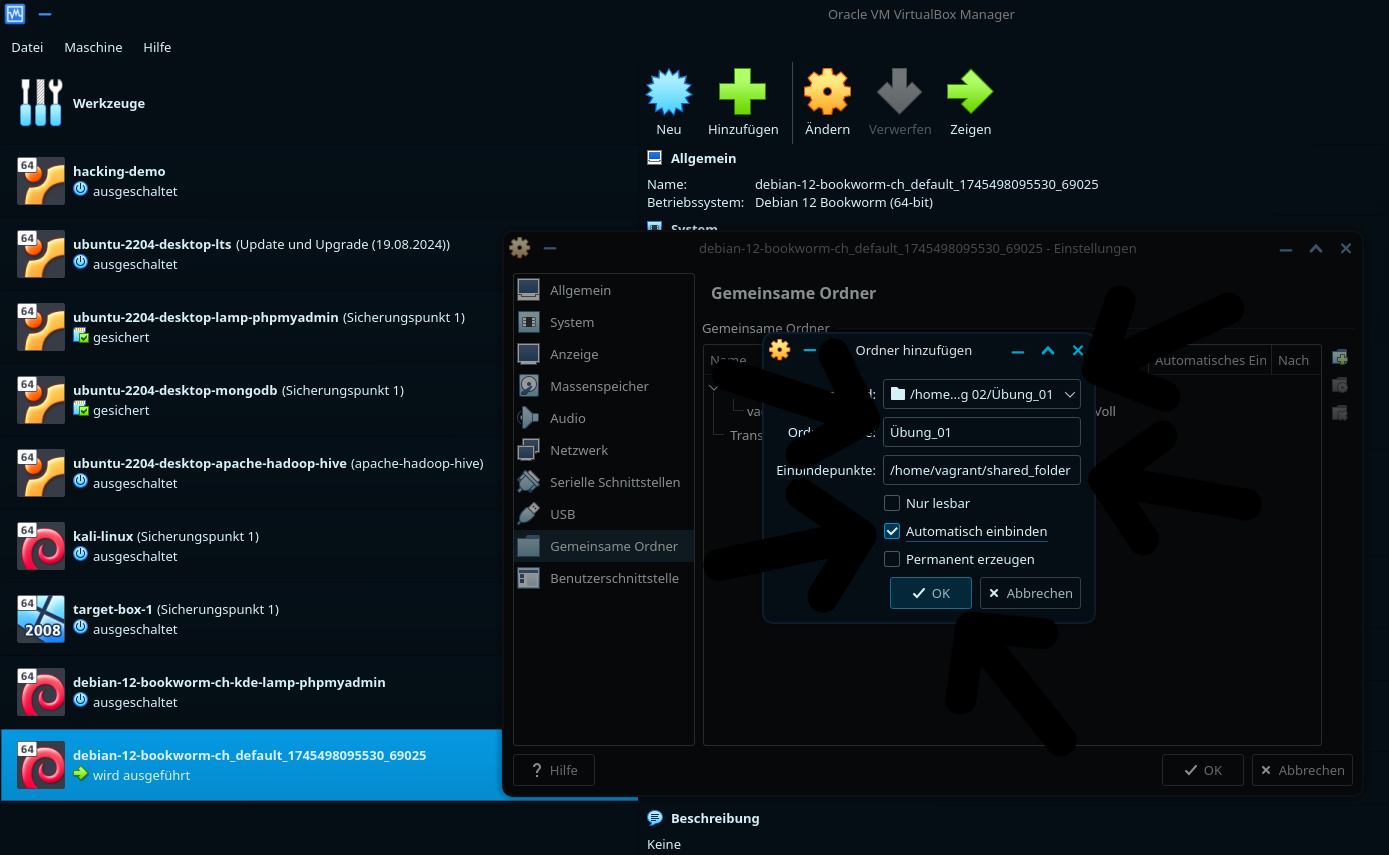 Oracle VM VirtualBox Manager
Datei Maschine Hilfe
Werkzeuge
Neu Hinzufügen Ändern Verwerfen Zeigen
64 hacking-demo
ausgeschaltet
64 ubuntu-2204-desktop-lts (Update und Upgrade (19.08.2024))
ausgeschaltet
64 ubuntu-2204-desktop-lamp-phpmyadmin (Sicherungspunkt 1)
gesichert
64 ubuntu-2204-desktop-mongodb (Sicherungspunkt 1)
gesichert
64 ubuntu-2204-desktop-apache-hadoop-hive (apache-hadoop-hive)
ausgeschaltet
64 kali-linux (Sicherungspunkt 1)
ausgeschaltet
64 target-box-1 (Sicherungspunkt 1)
2008 ausgeschaltet
64 debian-12-bookworm-ch-kde-lamp-phpmyadmin
ausgeschaltet
64 debian-12-bookworm-ch_default_1745498095530_69025
wird ausgeführt
Allgemein
Name: debian-12-bookworm-ch_default_1745498095530_69025
Betriebssystem: Debian 12 Bookworm (64-bit)
System
debian-12-bookworm-ch_default_1745498095530_69025 - Einstellungen
Allgemein
System
Anzeige
Massenspeicher
Audio
Netzwerk
Serielle Schnittstellen
USB
Gemeinsame Ordner
Benutzerschnittstelle
Gemeinsame Ordner
Gemeinsame Ordner
Name Automatisches Ein Nach
Voll
Trans
Ordner hinzufügen
/home...g 02/Übung_01
Übung_01
Einbindepunkte: /home/vagrant/shared_folder
Nur lesbar
Automatisch einbinden
Permanent erzeugen
OK Abbrechen
Hilfe OK Abbrechen
Beschreibung
Keine